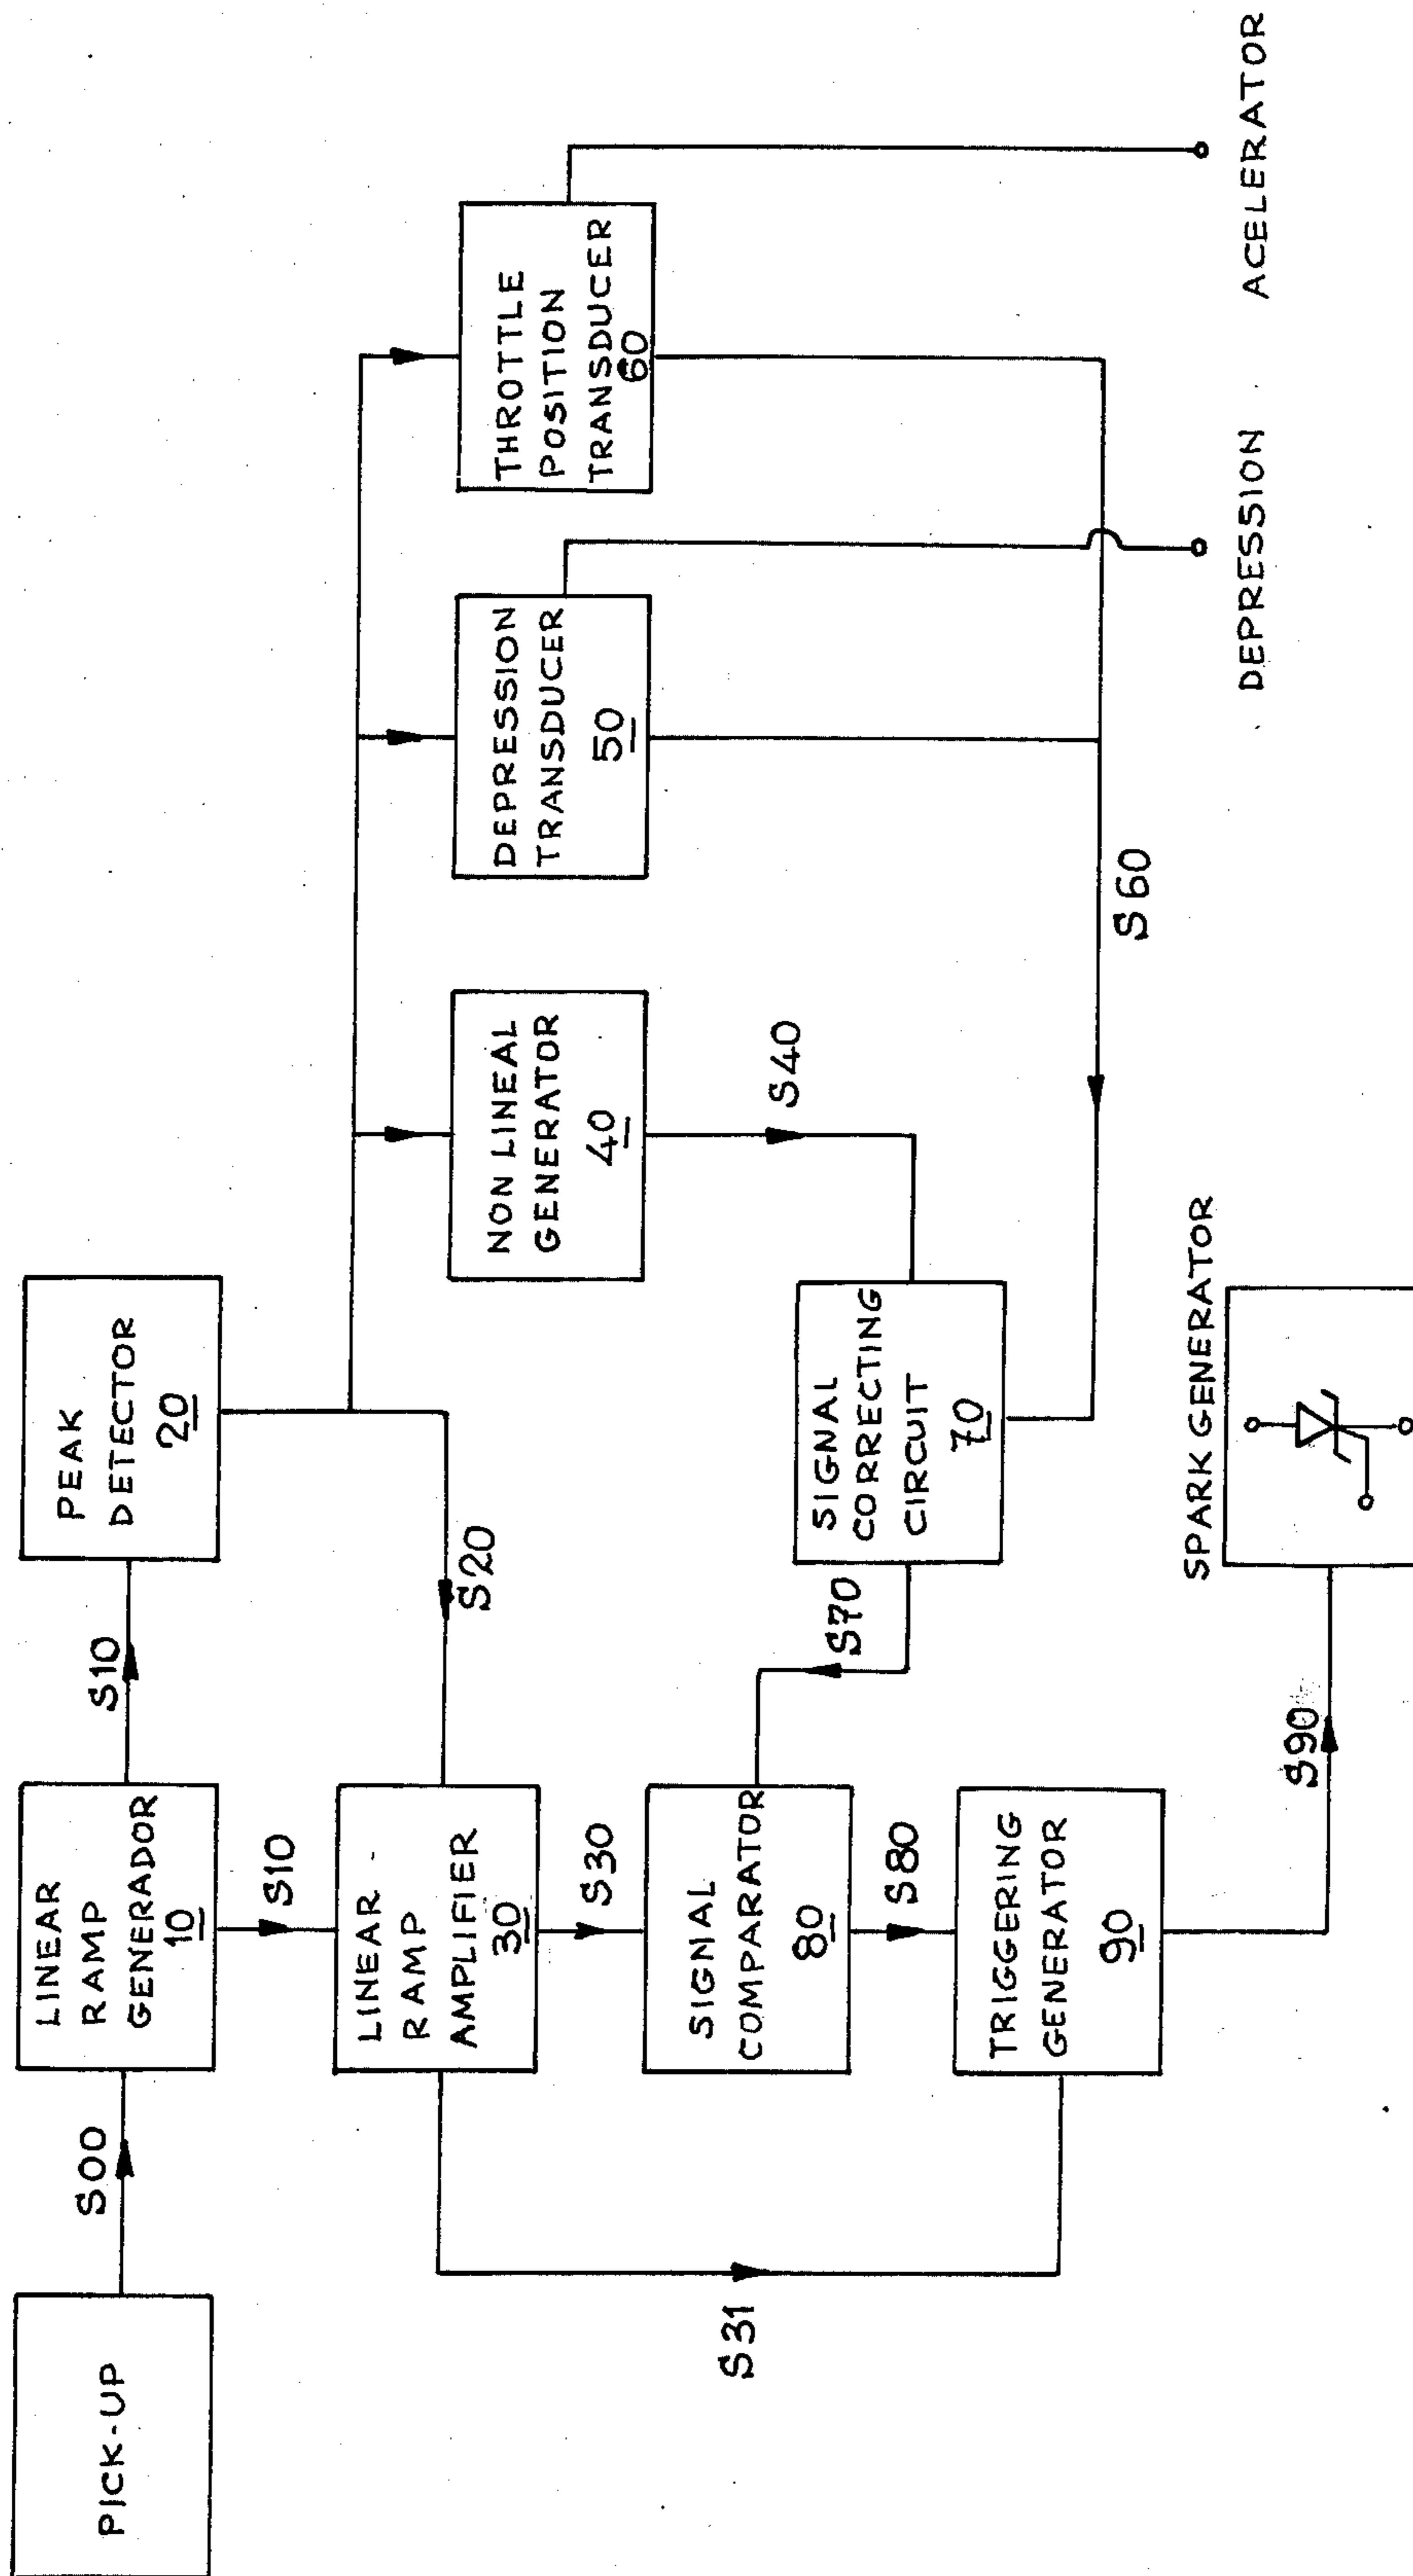 PICK-UP
S00
LINEAR
RAMP
GENERADOR
10
S10
PEAK
DETECTOR
20
S10
S20
LINEAR
RAMP
AMPLIFIER
30
S31
S30
NON LINEAL
GENERATOR
40
DEPRESSION
TRANSDUCER
50
THROTTLE
POSITION
TRANSDUCER
60
S40
SIGNAL
COMPARATOR
80
S70
SIGNAL
CORRECTING
CIRCUIT
70
S60
S80
TRIGGERING
GENERATOR
90
S90
SPARK GENERATOR
DEPRESSION
ACELERATOR